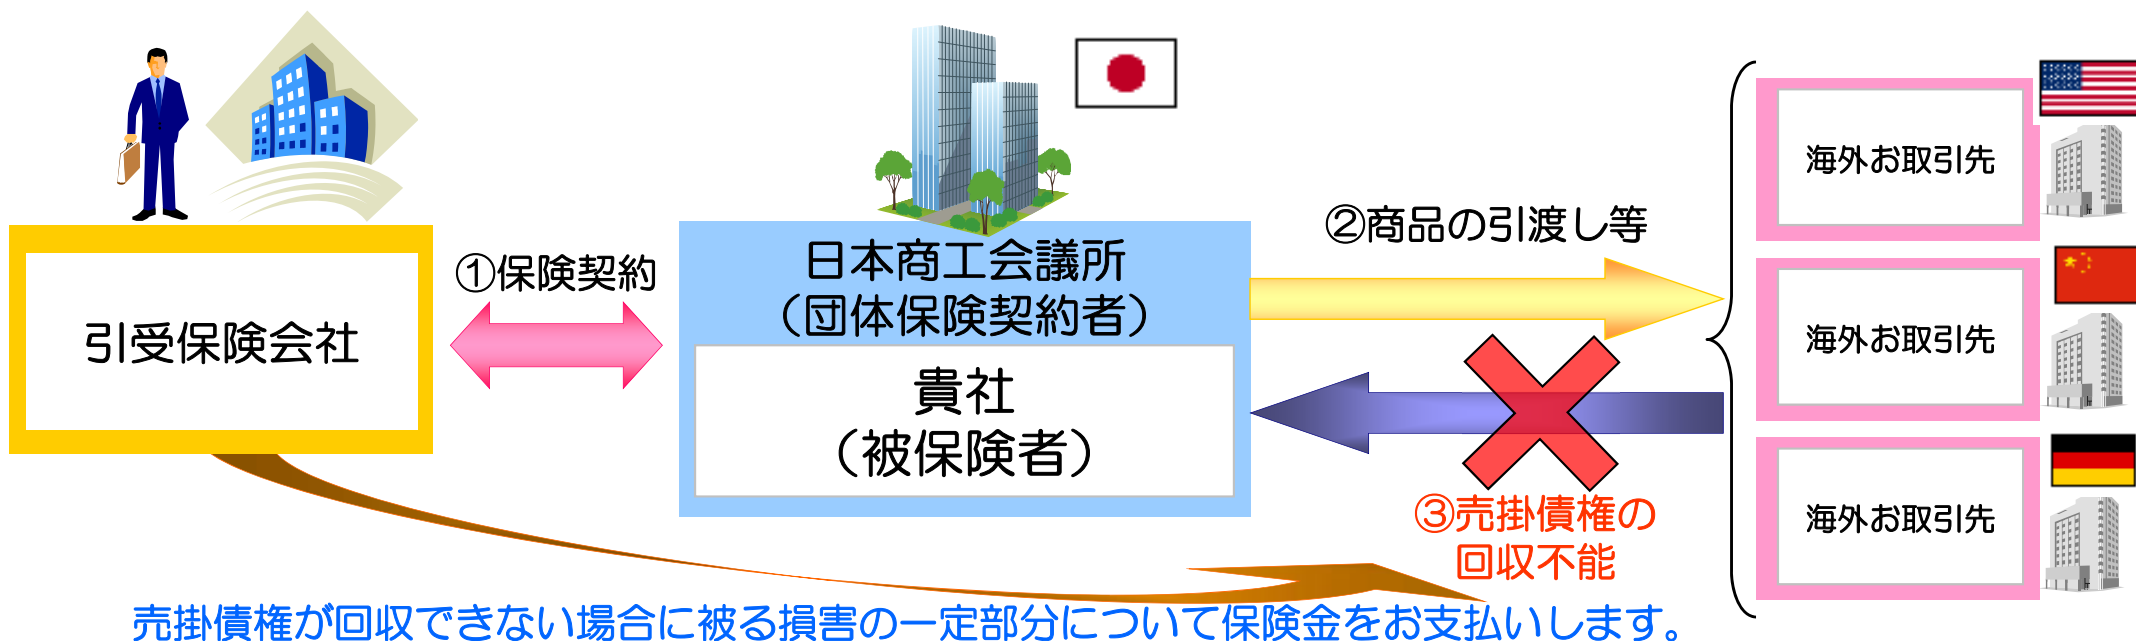 引受保険会社
①保険契約
日本商工会議所
(団体保険契約者)
貴社
(被保険者)
②商品の引渡し等
③売掛債権の
回収不能
海外お取引先
海外お取引先
海外お取引先
売掛債権が回収できない場合に被る損害の一定部分について保険金をお支払いします。